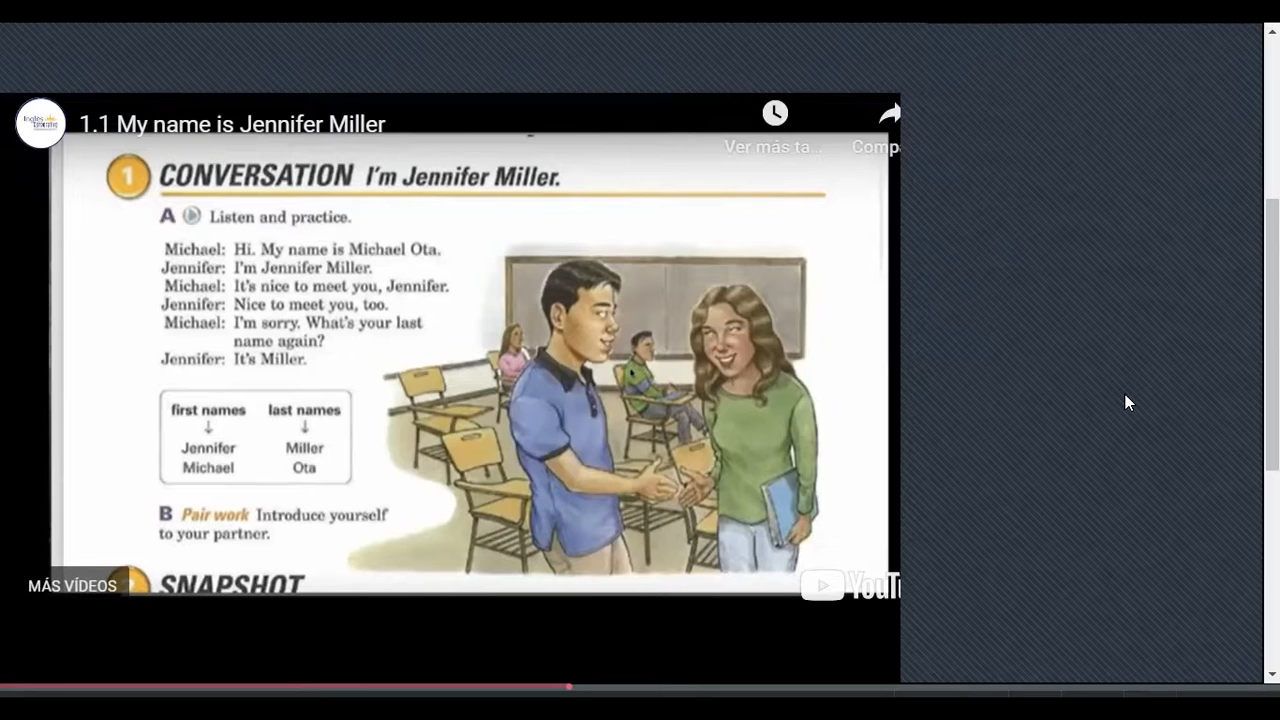 1.1 My name is Jennifer Miller
Ver más ta...
1 CONVERSATION I'm Jennifer Miller.
A Listen and practice.
Michael: Hi. My name is Michael Ota.
Jennifer: I'm Jennifer Miller.
Michael: It's nice to meet you, Jennifer.
Jennifer: Nice to meet you, too.
Michael: I'm sorry. What's your last
name again?
Jennifer: It's Miller.
first names last names
Jennifer Miller
Michael Ota
B Pair work Introduce yourself
to your partner.
MÁS VÍDEOS
SNAPSHOT